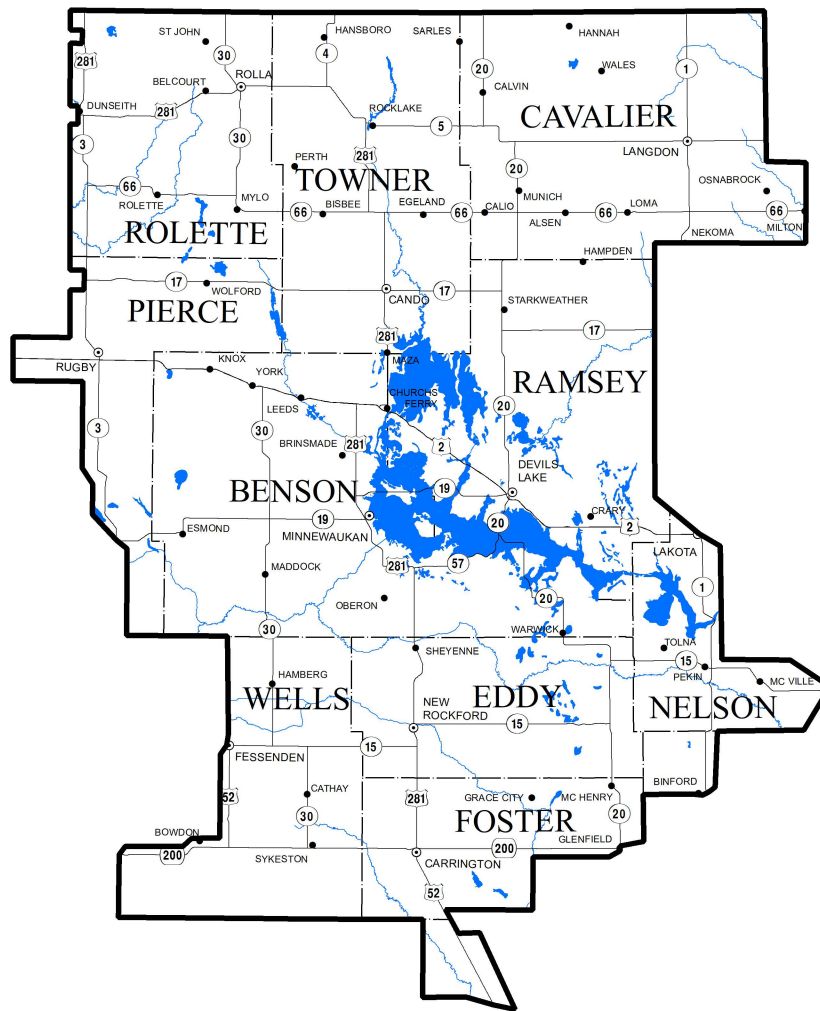 ST JOHN
30
HANSBORO
4
SARLES
20
HANNAH
281
WALES
1
BELCOURT
ROLLA
CALVIN
CAVALIER
DUNSEITH
281
30
ROCKLAKE
5
3
281
LANGDON
PERTH
20
66
TOWNER
MUNICH
OSNABROCK
ROLETTE
MYLO
66
BISBEE
EGELAND
66
CALIO
ALSEN
66
LOMA
66
MILTON
ROLETTE
NEKOMA
HAMPDEN
17
WOLFORD
CANDO
17
STARKWEATHER
PIERCE
281
17
RUGBY
KNOX
YORK
MAZA
RAMSEY
LEEDS
CHURCHS
FERRY
20
3
30
BRINSMADE
281
2
DEVILS
LAKE
BENSON
19
CRARY
ESMOND
19
MINNEWAUKAN
20
2
LAKOTA
281
57
MADDOCK
1
OBERON
20
30
WARWICK
SHEYENNE
TOLNA
15
PEKIN
MC VILLE
HAMBERG
WELLS
EDDY
NELSON
NEW
ROCKFORD
15
15
FESSENDEN
52
CATHAY
281
GRACE CITY
MC HENRY
BINFORD
30
20
FOSTER
BOWDON
GLENFIELD
200
SYKESTON
200
CARRINGTON
52